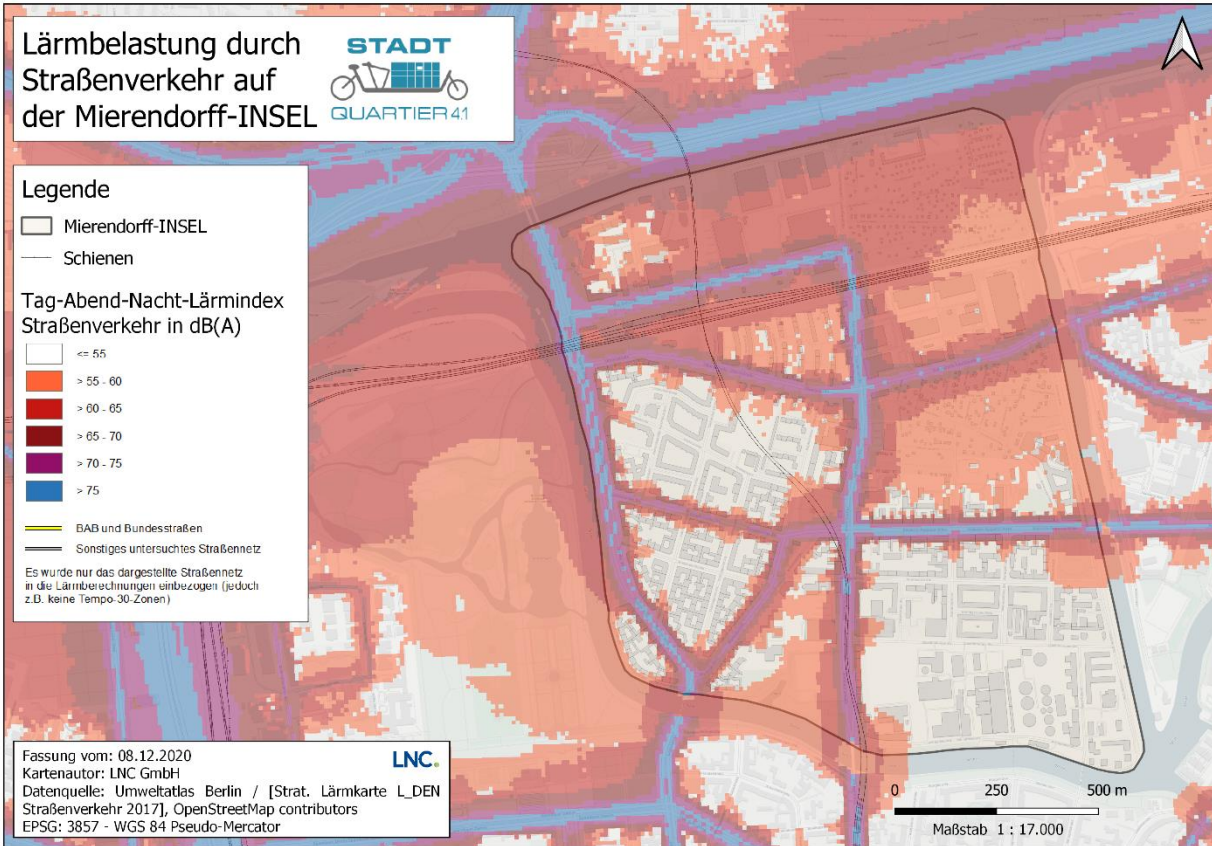 Lärmbelastung durch
Straßenverkehr auf
der Mierendorff-INSEL
STADT
QUARTIER 4.1
Legende
Mierendorff-INSEL
Schienen
Tag-Abend-Nacht-Lärmindex
Straßenverkehr in dB(A)
<= 55
> 55 - 60
> 60 - 65
> 65 - 70
> 70 - 75
> 75
BAB und Bundesstraßen
Sonstiges untersuchtes Straßennetz
Es wurde nur das dargestellte Straßennetz
in die Lärmberechnungen einbezogen (jedoch
z.B. keine Tempo-30-Zonen)
Fassung vom: 08.12.2020
Kartenautor: LNC GmbH
LNC
Datenquelle: Umweltatlas Berlin / [Strat. Lärmkarte L_DEN
Straßenverkehr 2017], OpenStreetMap contributors
EPSG: 3857 - WGS 84 Pseudo-Mercator
0 250 500 m
Maßstab 1 : 17.000